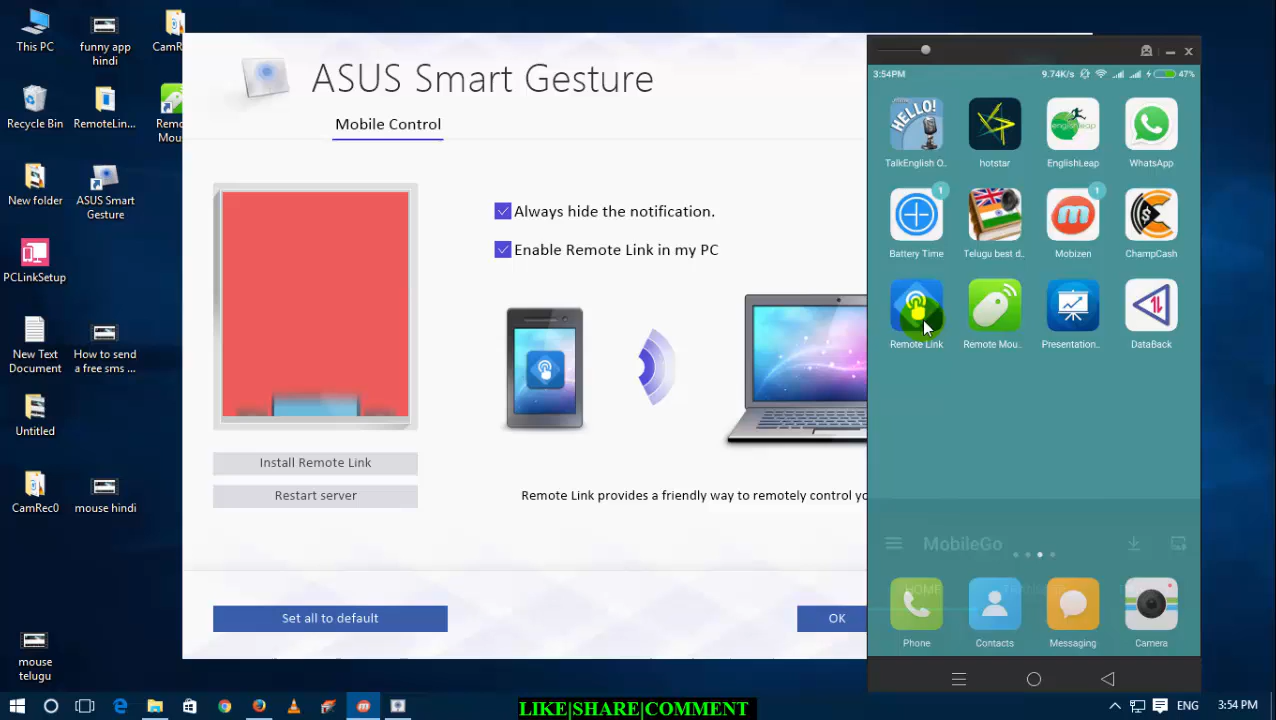 This PC
funny app
hindi
CamR
Recycle Bin
RemoteLin...
Remo
Mou
New folder
ASUS Smart
Gesture
PCLinkSetup
New Text
Document
How to send
a free sms ...
Untitled
CamRec0
mouse hindi
mouse
telugu
ASUS Smart Gesture
Mobile Control
Always hide the notification.
Enable Remote Link in my PC
Install Remote Link
Restart server
Remote Link provides a friendly way to remotely control yo
Set all to default
OK
3:54PM
9.74K/s
47%
HELLO!
englishleap
TalkEnglish O..
hotstar
EnglishLeap
WhatsApp
1
1
Battery Time
Telugu best d..
Mobizen
ChampCash
Remote Link
Remote Mou..
Presentation..
DataBack
MobileGo
HOME
Phone
Contacts
Messaging
Camera
LIKE|SHARE|COMMENT
ENG
3:54 PM